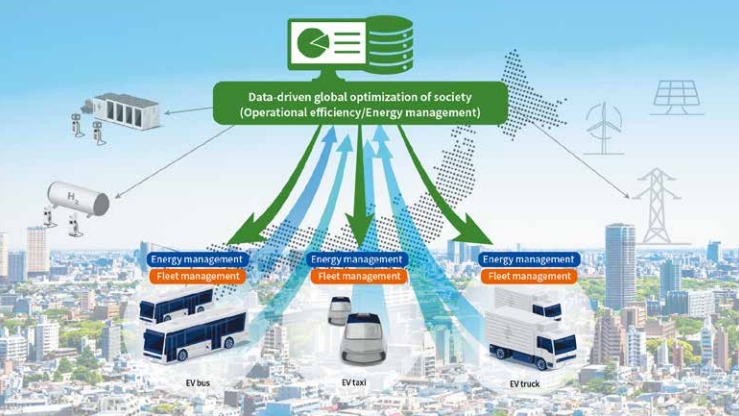 Data-driven global optimization of society
(Operational efficiency/Energy management)
H₂
Energy management
Fleet management
Energy management
Fleet management
Energy management
Fleet management
EV bus
EV taxi
EV truck